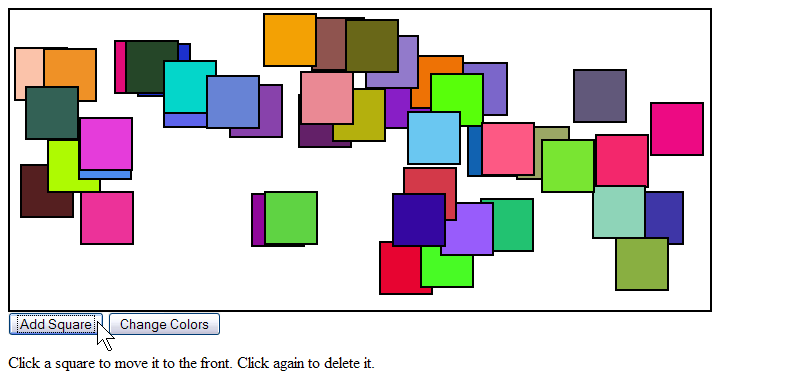 Add Square Change Colors
Click a square to move it to the front. Click again to delete it.